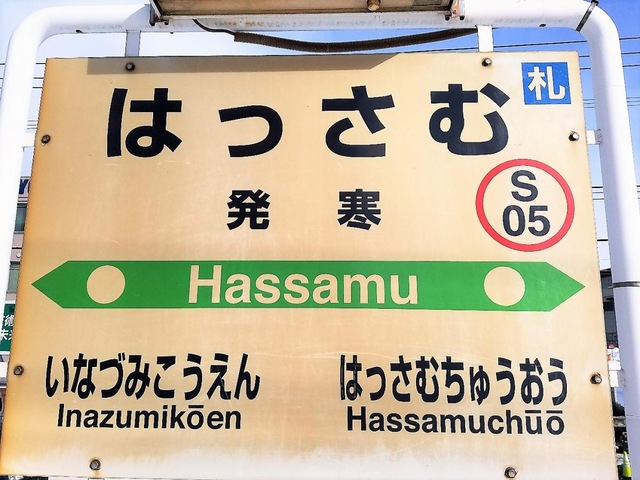 はっさむ
札
発寒
S
05
Hassamu
いなづみこうえん
Inazumikōen
はっさむちゅうおう
Hassamuchūō